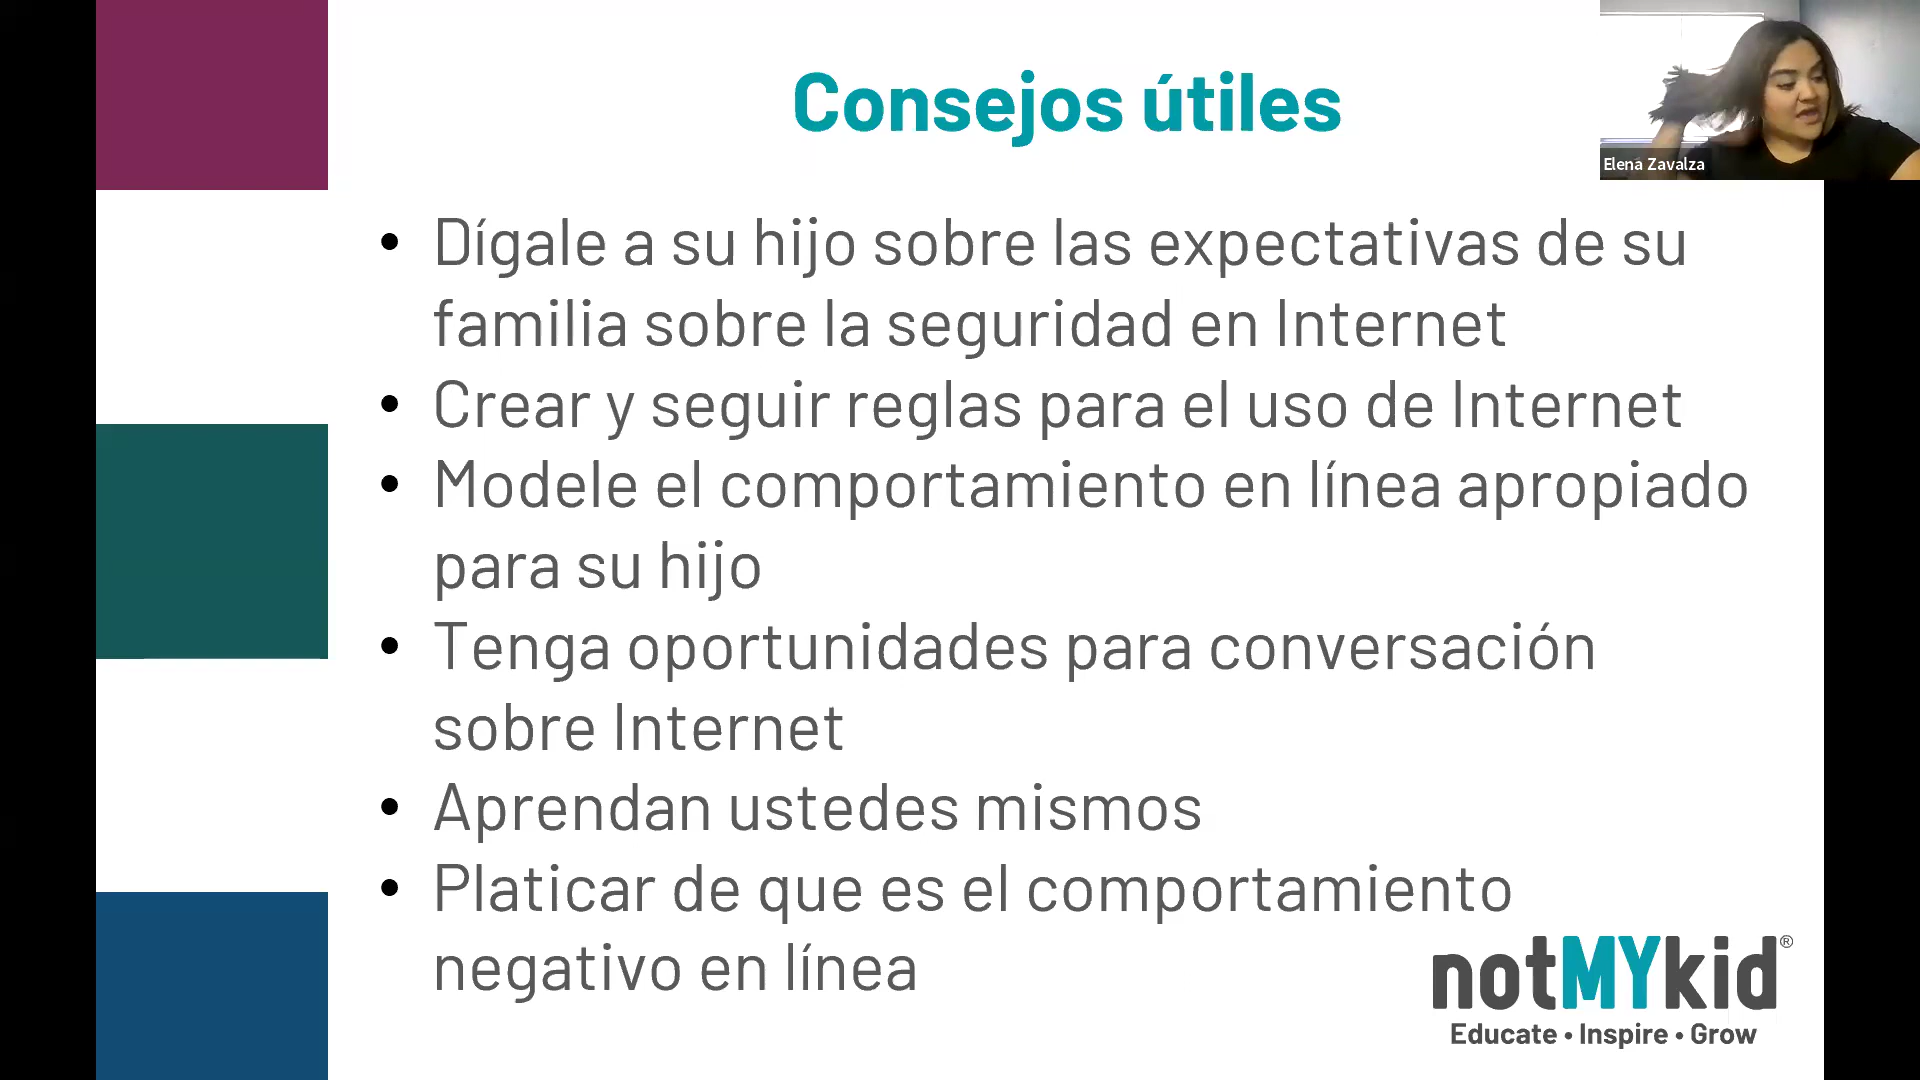 Consejos útiles
Elena Zavalza
• Dígale a su hijo sobre las expectativas de su
familia sobre la seguridad en Internet
• Crear y seguir reglas para el uso de Internet
• Modele el comportamiento en línea apropiado
para su hijo
• Tenga oportunidades para conversación
sobre Internet
• Aprendan ustedes mismos
• Platicar de que es el comportamiento
negativo en línea
notMYkid®
Educate • Inspire • Grow